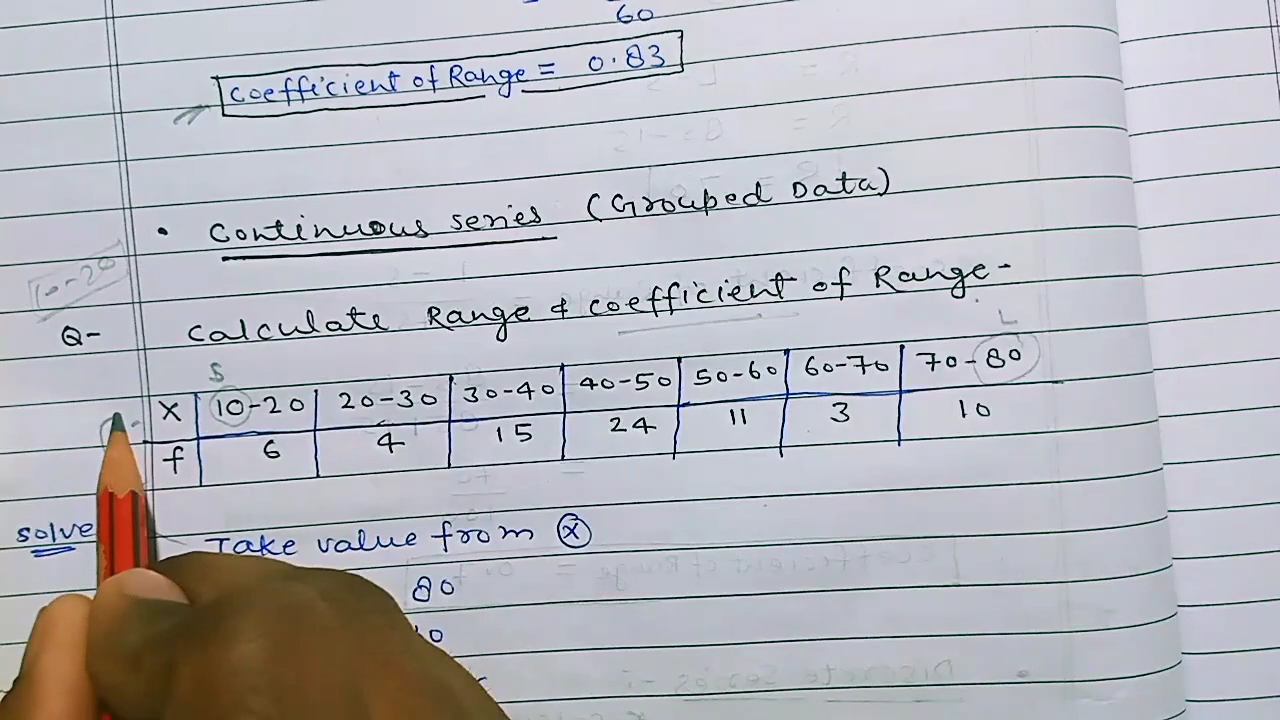 60
Coefficient of Range = 0.83
• Continuous series (Grouped Data)
10-20
Q- Calculate Range & Coefficient of Range-
S L
X 10-20 20-30 30-40 40-50 50-60 60-70 70-80
f 6 4 15 24 11 3 10
Solve
Take value from X
80